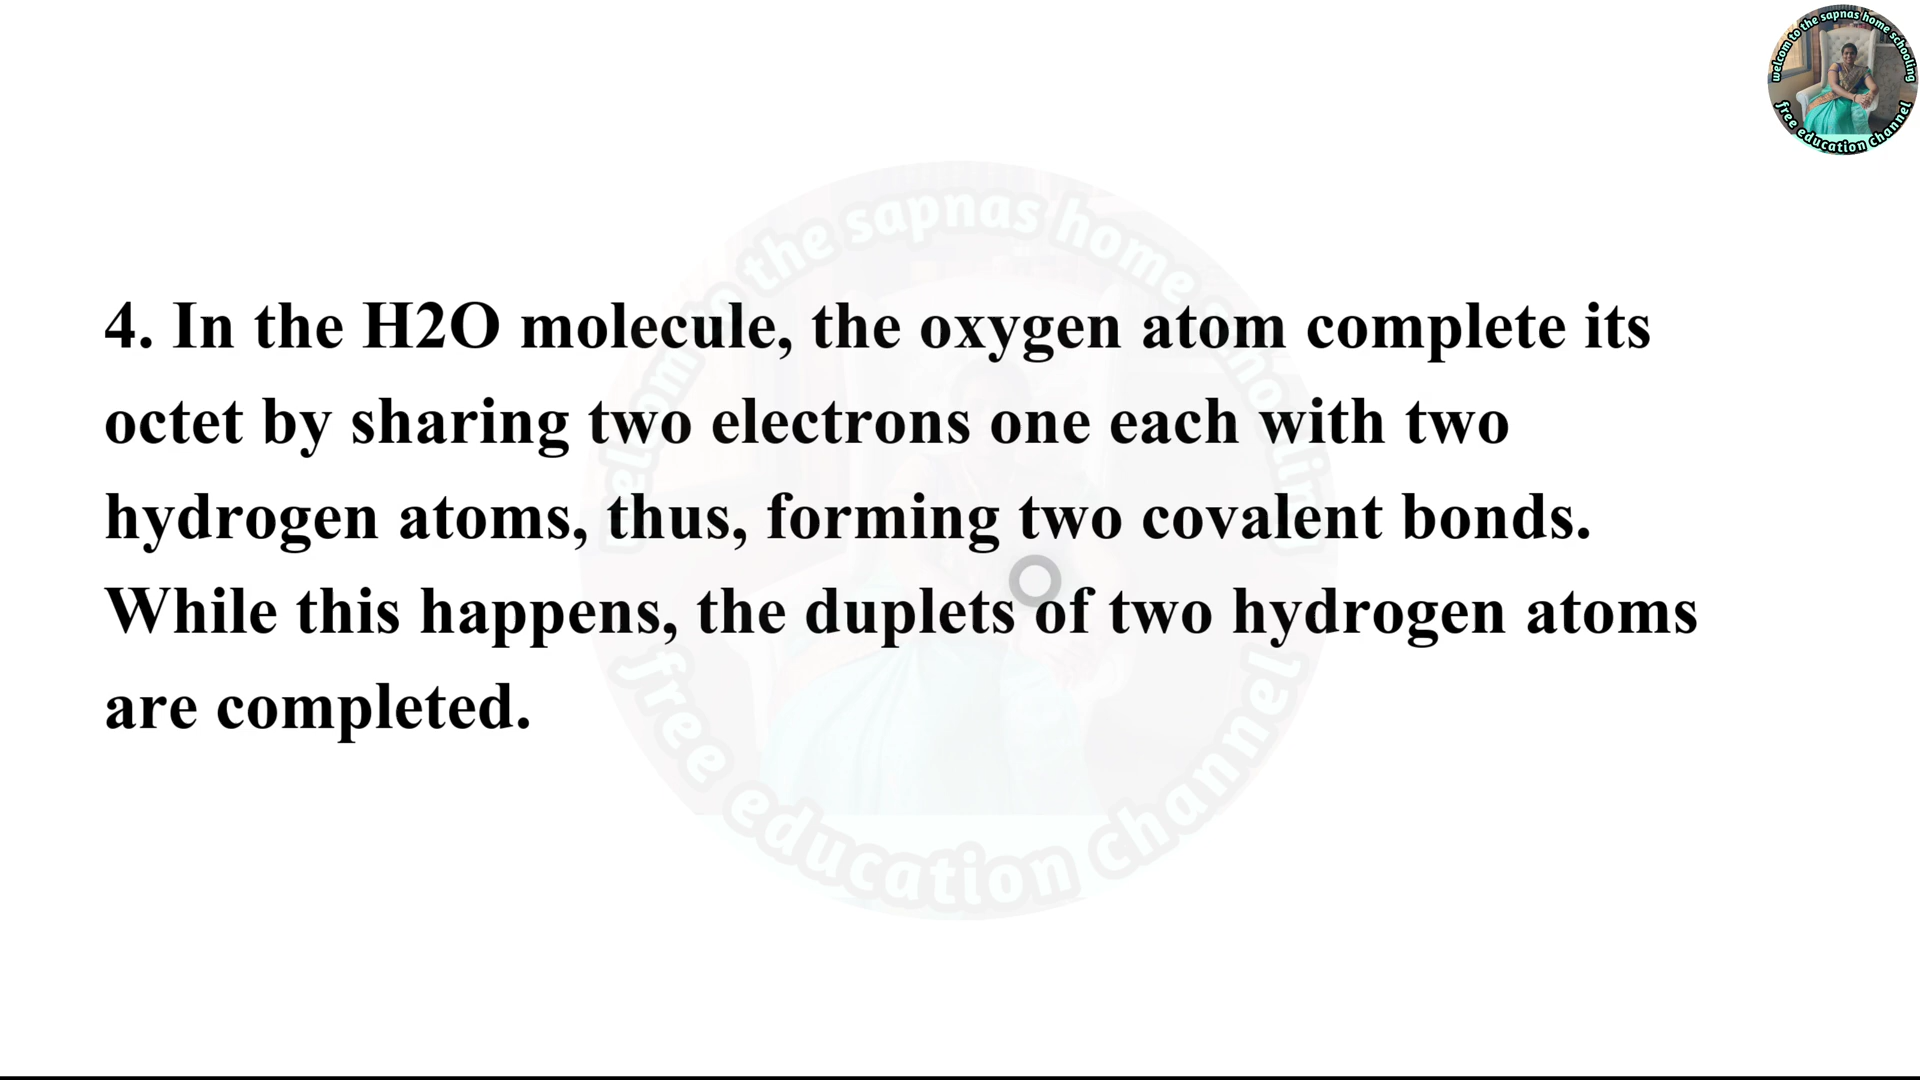 welcom to the sapnas home schooling
free education channel
4. In the H2O molecule, the oxygen atom complete its
octet by sharing two electrons one each with two
hydrogen atoms, thus, forming two covalent bonds.
While this happens, the duplets of two hydrogen atoms
are completed.